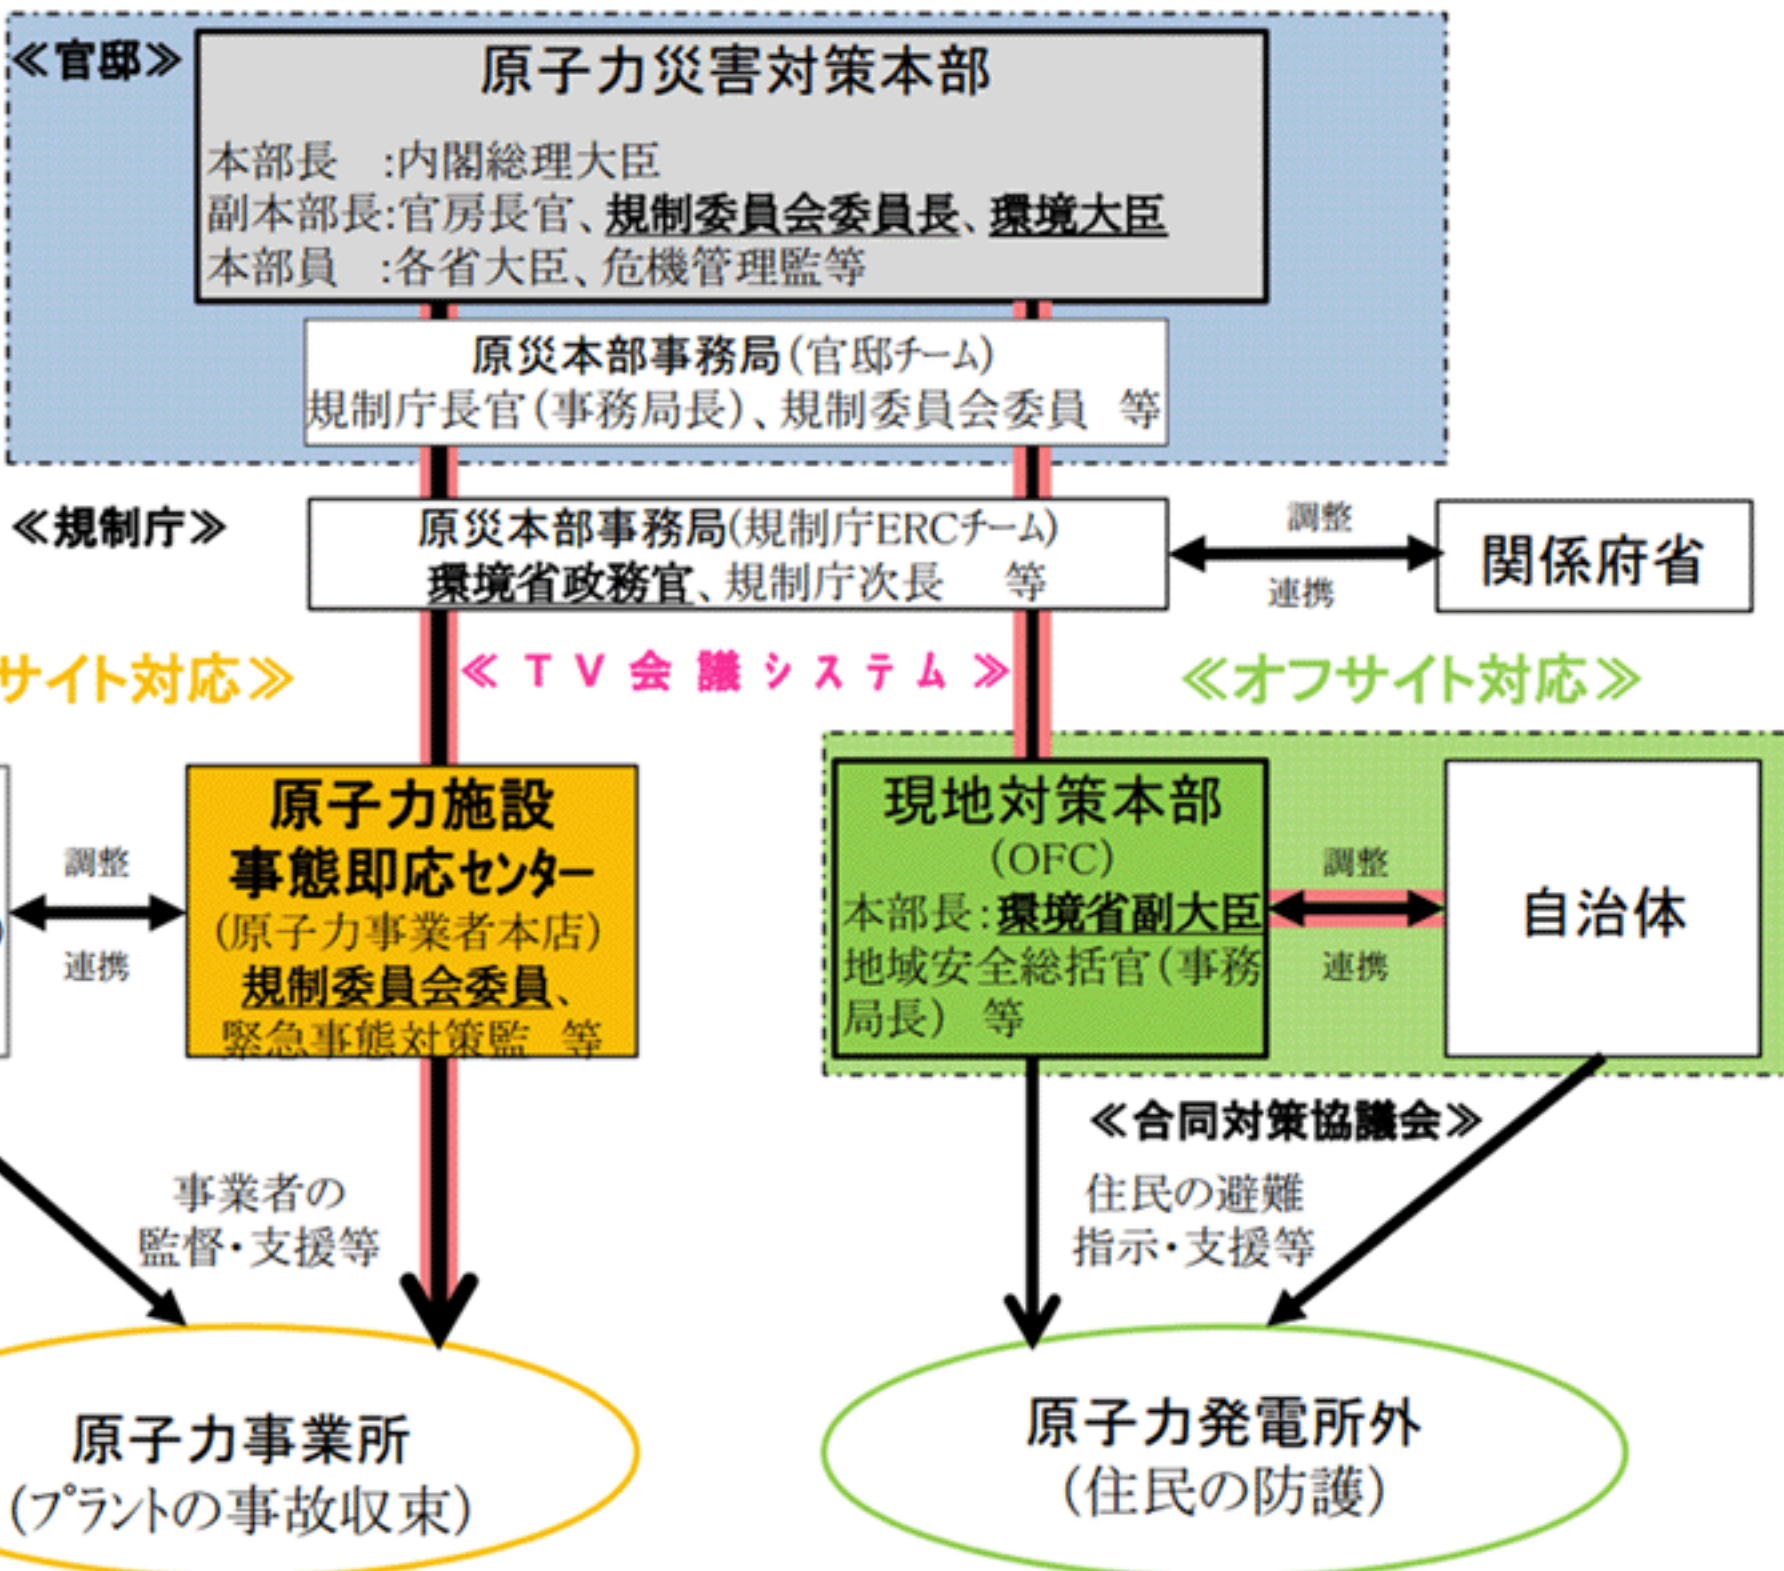 ≪官邸≫
原子力災害対策本部
本部長　:内閣総理大臣
副本部長:官房長官、規制委員会委員長、環境大臣
本部員　:各省大臣、危機管理監等
原災本部事務局(官邸チーム)
規制庁長官(事務局長)、規制委員会委員　等
≪規制庁≫
原災本部事務局(規制庁ERCチーム)
環境省政務官、規制庁次長　等
調整
連携
関係府省
サイト対応≫
≪TV会議システム≫
≪オフサイト対応≫
)
調整
連携
原子力施設
事態即応センター
(原子力事業者本店)
規制委員会委員、
緊急事態対策監　等
現地対策本部
(OFC)
本部長:環境省副大臣
地域安全総括官(事務
局長)　等
調整
連携
自治体
≪合同対策協議会≫
事業者の
監督・支援等
住民の避難
指示・支援等
原子力事業所
(プラントの事故収束)
原子力発電所外
(住民の防護)